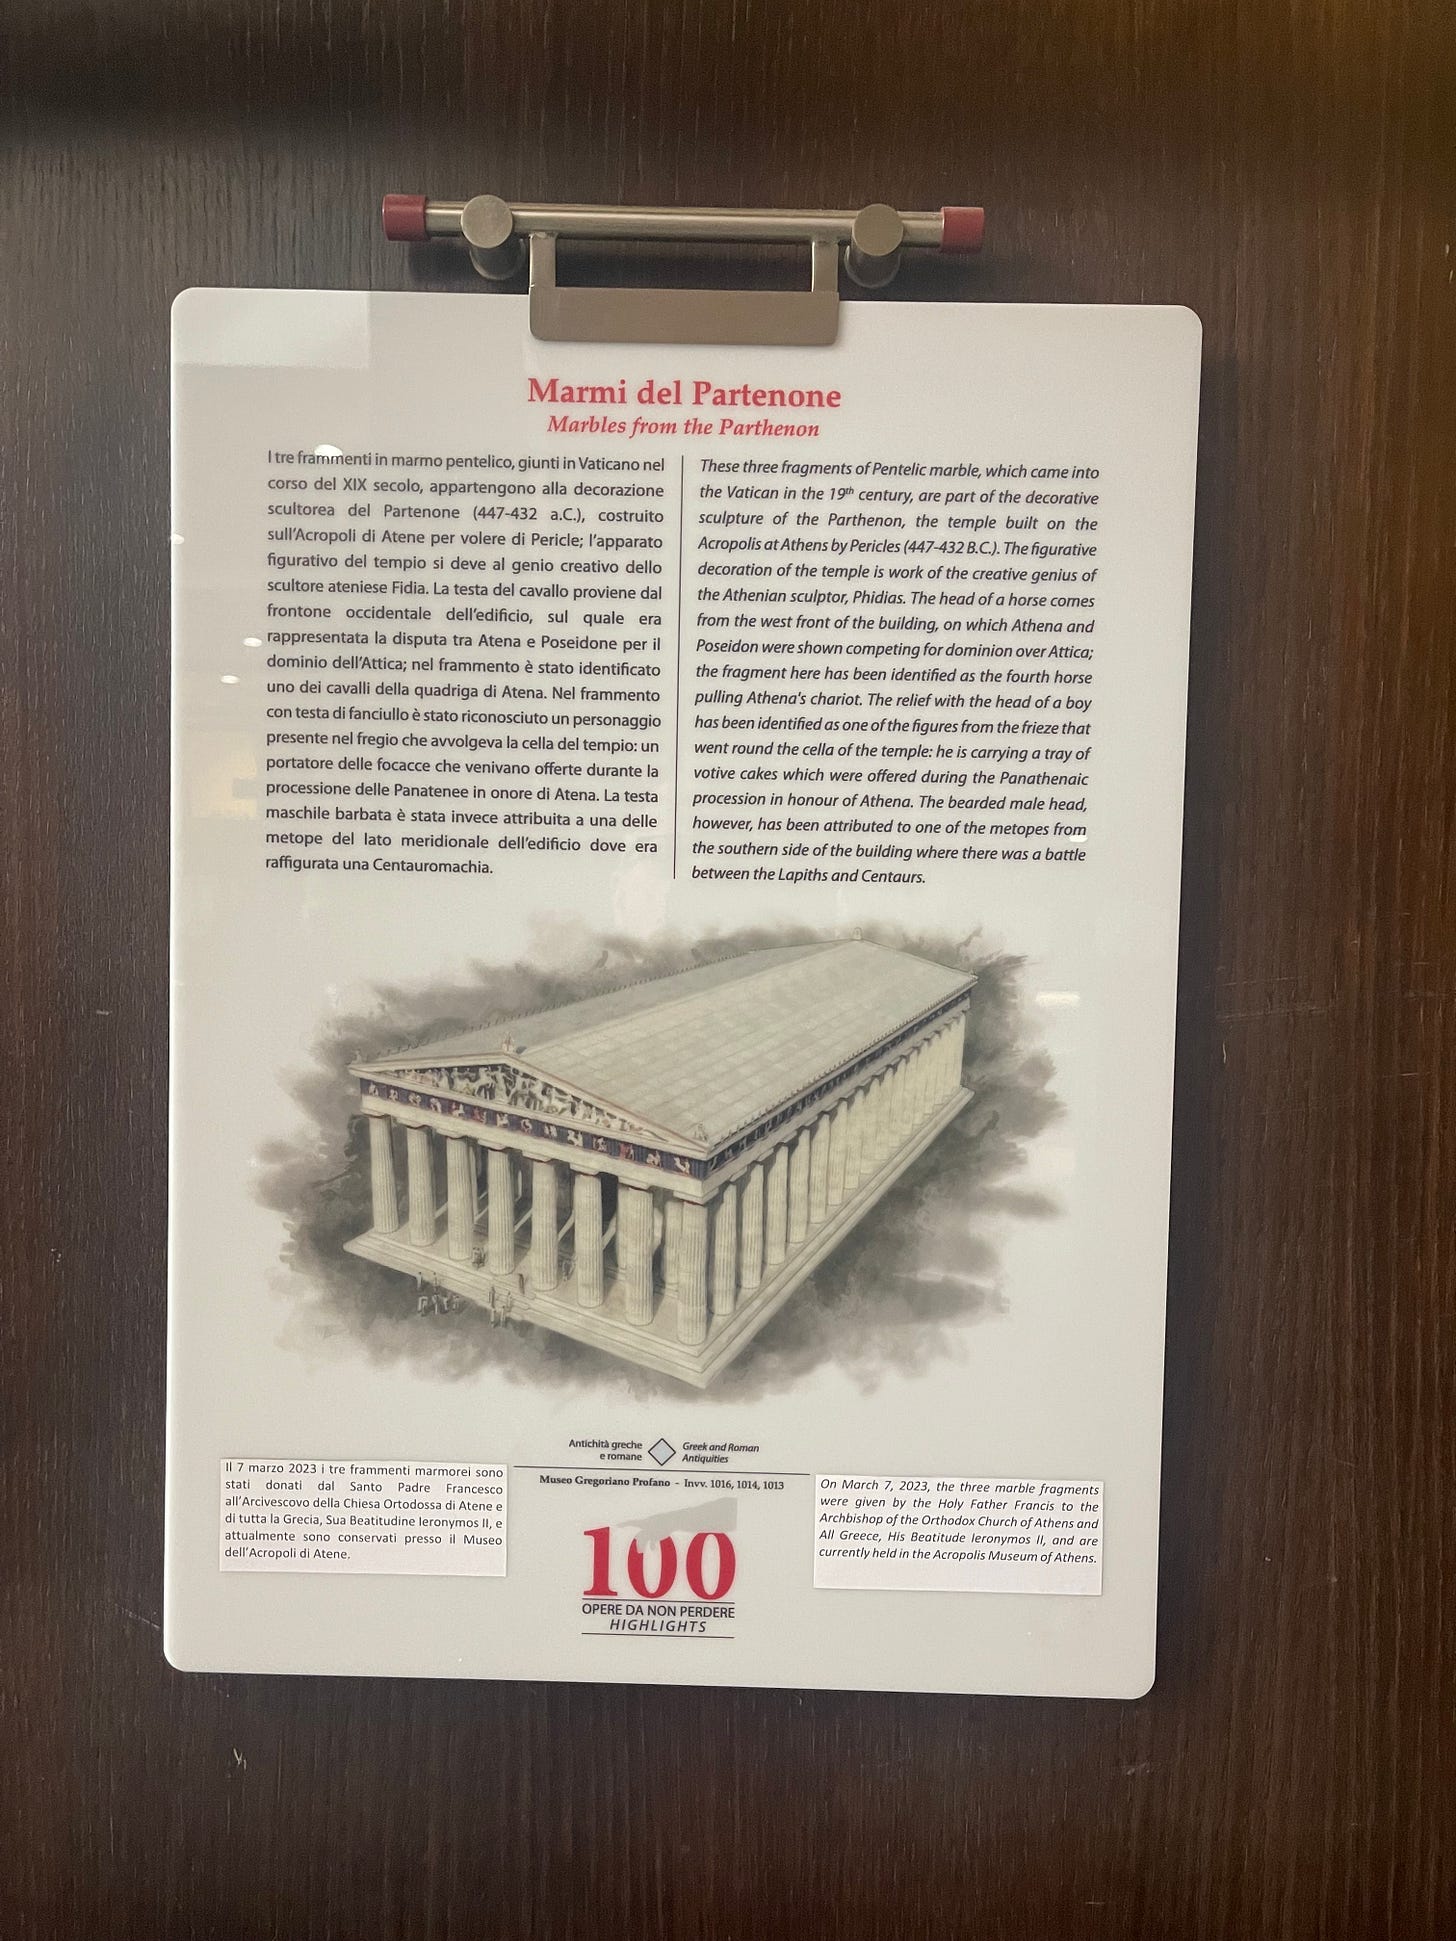 Marmi del Partenone
Marbles from the Parthenon
I tre frammenti in marmo pentelico, giunti in Vaticano nel
corso del XIX secolo, appartengono alla decorazione
scultorea del Partenone (447-432 a.C.), costruito
sull'Acropoli di Atene per volere di Pericle; l'apparato
figurativo del tempio si deve al genio creativo dello
scultore ateniese Fidia. La testa del cavallo proviene dal
frontone occidentale dell'edificio, sul quale era
rappresentata la disputa tra Atena e Poseidone per il
dominio dell'Attica; nel frammento è stato identificato
uno dei cavalli della quadriga di Atena. Nel frammento
con testa di fanciullo è stato riconosciuto un personaggio
presente nel fregio che avvolgeva la cella del tempio: un
portatore delle focacce che venivano offerte durante la
processione delle Panatenee in onore di Atena. La testa
maschile barbata è stata invece attribuita a una delle
metope del lato meridionale dell'edificio dove era
raffigurata una Centauromachia.
These three fragments of Pentelic marble, which came into
the Vatican in the 19th century, are part of the decorative
sculpture of the Parthenon, the temple built on the
Acropolis at Athens by Pericles (447-432 B.C.). The figurative
decoration of the temple is work of the creative genius of
the Athenian sculptor, Phidias. The head of a horse comes
from the west front of the building, on which Athena and
Poseidon were shown competing for dominion over Attica;
the fragment here has been identified as the fourth horse
pulling Athena's chariot. The relief with the head of a boy
has been identified as one of the figures from the frieze that
went round the cella of the temple: he is carrying a tray of
votive cakes which were offered during the Panathenaic
procession in honour of Athena. The bearded male head,
however, has been attributed to one of the metopes from
the southern side of the building where there was a battle
between the Lapiths and Centaurs.
Antichità greche
e romane
Greek and Roman
Antiquities
Museo Gregoriano Profano - Invv. 1016, 1014, 1013
Il 7 marzo 2023 i tre frammenti marmorei sono
stati donati dal Santo Padre Francesco
all'Arcivescovo della Chiesa Ortodossa di Atene e
di tutta la Grecia, Sua Beatitudine Ieronymos II, e
attualmente sono conservati presso il Museo
dell'Acropoli di Atene.
100
OPERE DA NON PERDERE
HIGHLIGHTS
On March 7, 2023, the three marble fragments
were given by the Holy Father Francis to the
Archbishop of the Orthodox Church of Athens and
All Greece, His Beatitude Ieronymos II, and are
currently held in the Acropolis Museum of Athens.